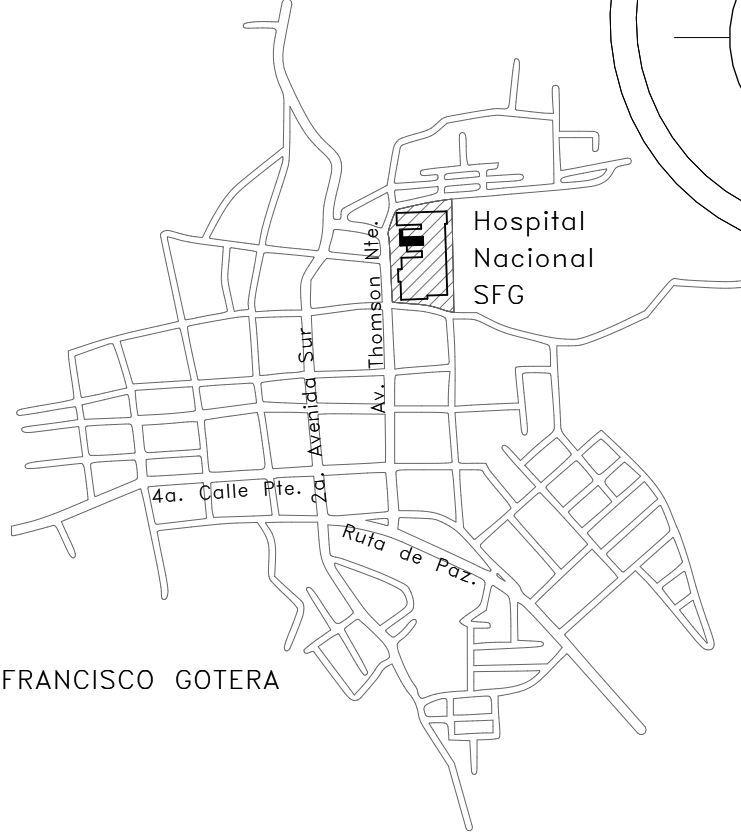 Hospital
Nacional
SFG
Av. Thomson Nte.
2a. Avenida Sur
4a. Calle Pte.
Ruta de Paz.
FRANCISCO GOTERA